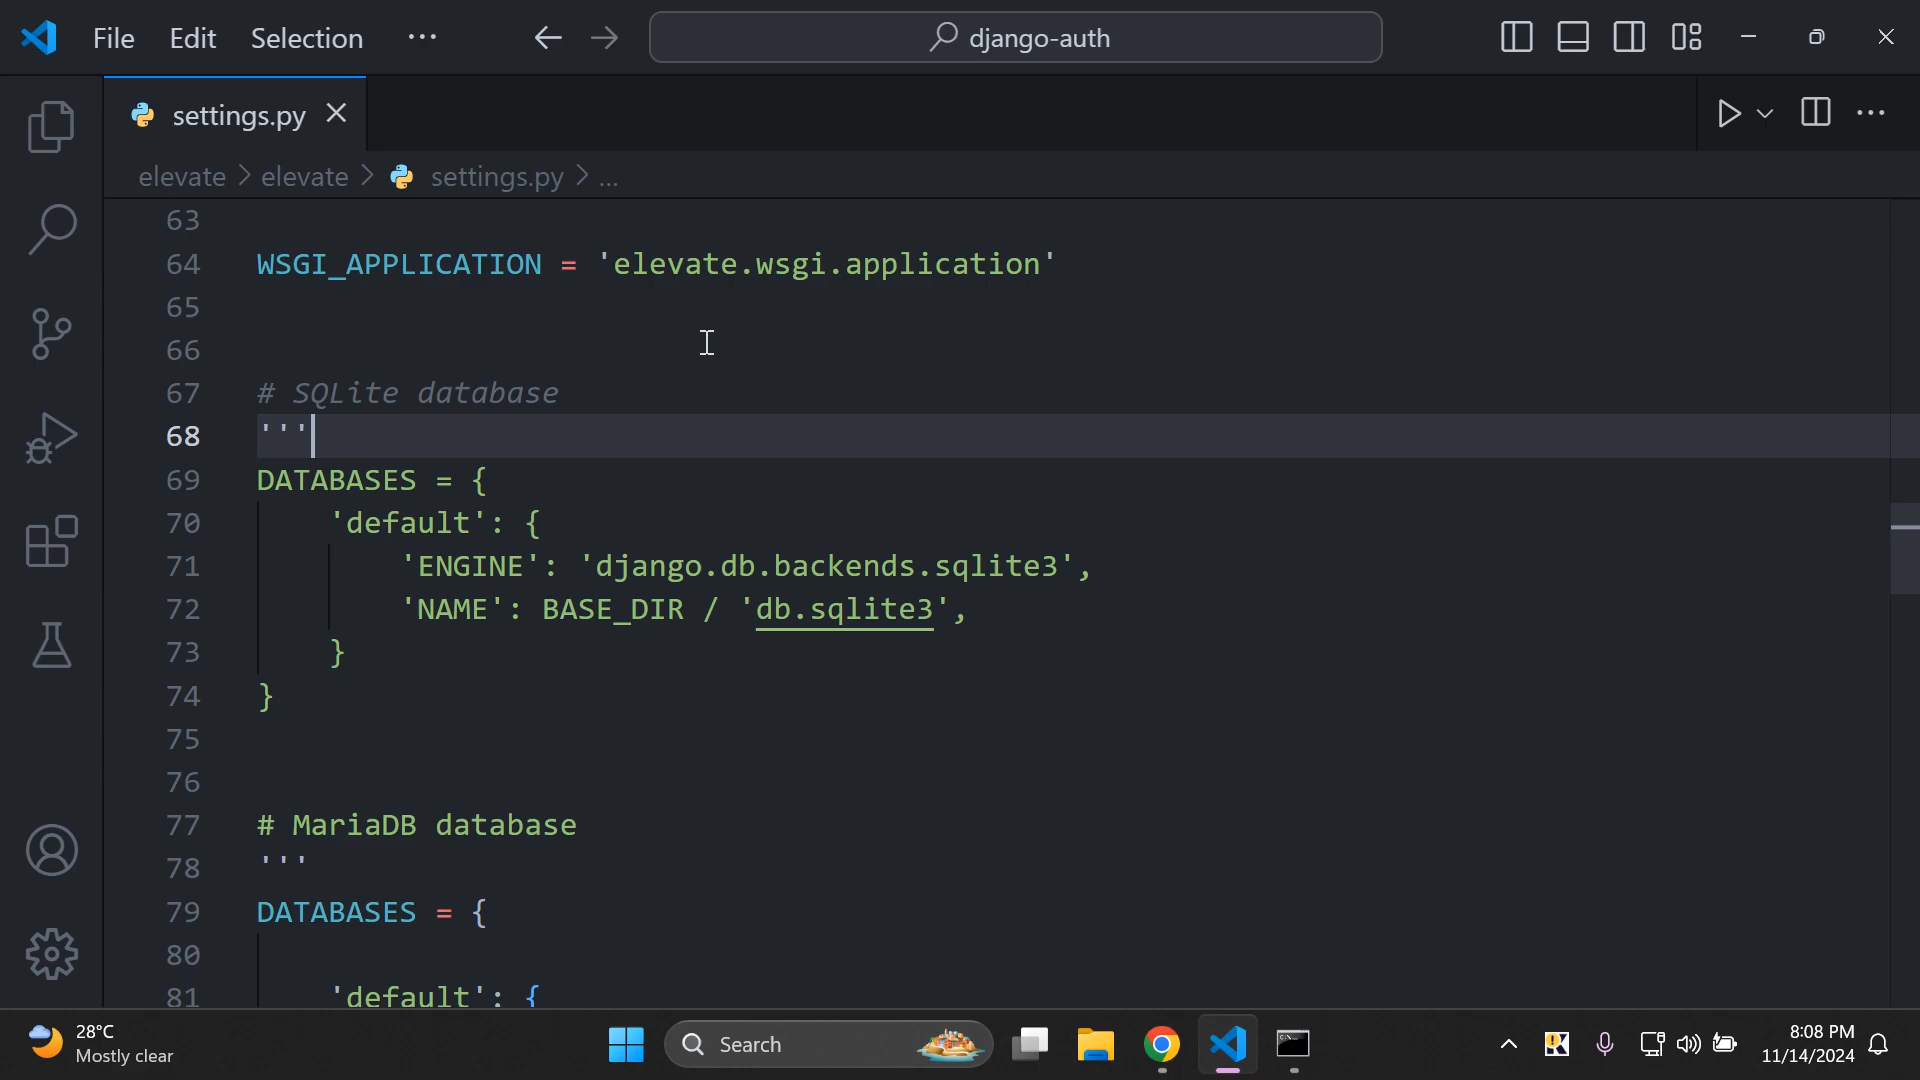 File Edit Selection ··· django-auth
settings.py
elevate > elevate > settings.py > ...
63
64 WSGI_APPLICATION = 'elevate.wsgi.application'
65
66
67 # SQLite database
68 '''
69 DATABASES = {
70 'default': {
71 'ENGINE': 'django.db.backends.sqlite3',
72 'NAME': BASE_DIR / 'db.sqlite3',
73 }
74 }
75
76
77 # MariaDB database
78 '''
79 DATABASES = {
80
81 'default': {
28°C
Mostly clear
Search
8:08 PM
11/14/2024